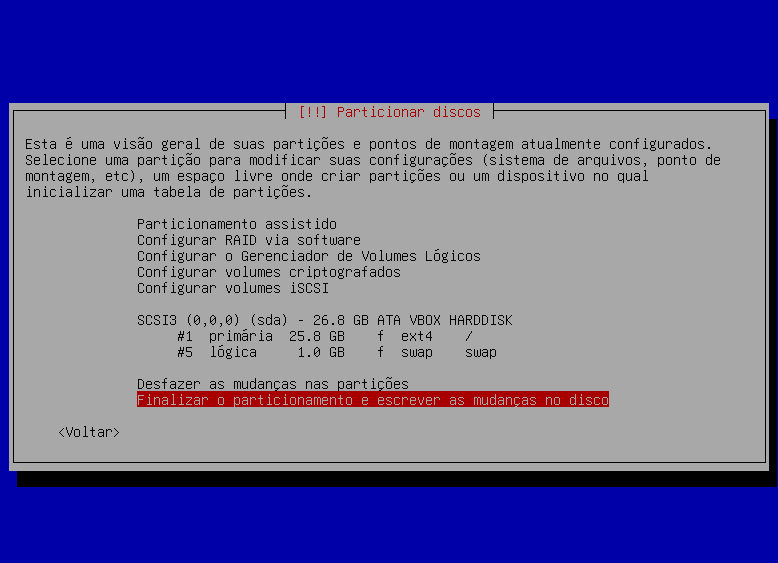 [!!] Particionar discos
Esta é uma visão geral de suas partições e pontos de montagem atualmente configurados.
Selecione uma partição para modificar suas configurações (sistema de arquivos, ponto de
montagem, etc), um espaço livre onde criar partições ou um dispositivo no qual
inicializar uma tabela de partições.
Particionamento assistido
Configurar RAID via software
Configurar o Gerenciador de Volumes Lógicos
Configurar volumes criptografados
Configurar volumes iSCSI
SCSI3 (0,0,0) (sda) - 26.8 GB ATA VBOX HARDDISK
#1 primária 25.8 GB f ext4 /
#5 lógica 1.0 GB f swap swap
Desfazer as mudanças nas partições
Finalizar o particionamento e escrever as mudanças no disco
<Voltar>